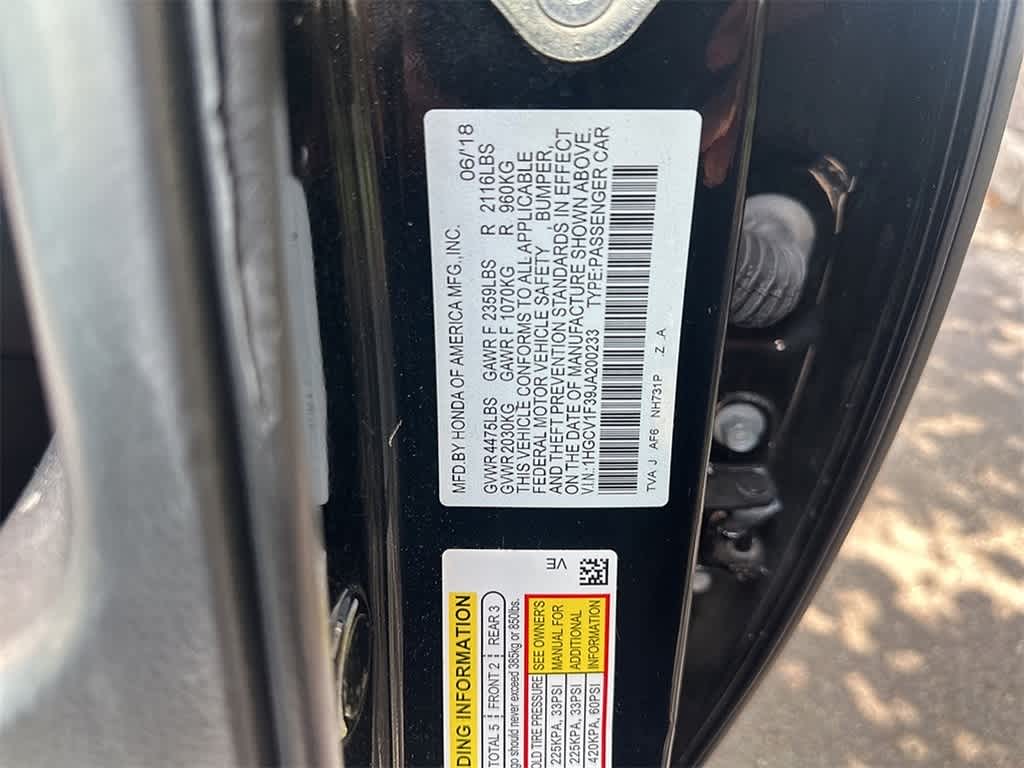 MFD.BY HONDA OF AMERICA MFG.,INC. 06/'18
GVWR 4475LBS GAWR F 2359LBS R 2116LBS
GVWR 2030KG GAWR F 1070KG R 960KG
THIS VEHICLE CONFORMS TO ALL APPLICABLE
FEDERAL MOTOR VEHICLE SAFETY , BUMPER,
AND THEFT PREVENTION STANDARDS IN EFFECT
ON THE DATE OF MANUFACTURE SHOWN ABOVE.
V.I.N.:1HGCV1F39JA200233 TYPE:PASSENGER CAR
TVA J AF6 NH731P Z A
VE
DING INFORMATION
TOTAL 5 FRONT 2 REAR 3
go should never exceed 385kg or 850lbs.
OLD TIRE PRESSURE SEE OWNER'S
225KPA, 33PSI MANUAL FOR
225KPA, 33PSI ADDITIONAL
420KPA, 60PSI INFORMATION